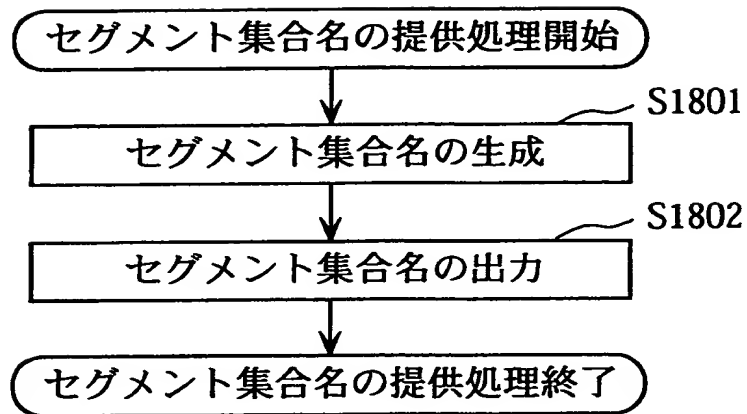 セグメント集合名の提供処理開始
S1801
セグメント集合名の生成
S1802
セグメント集合名の出力
セグメント集合名の提供処理終了